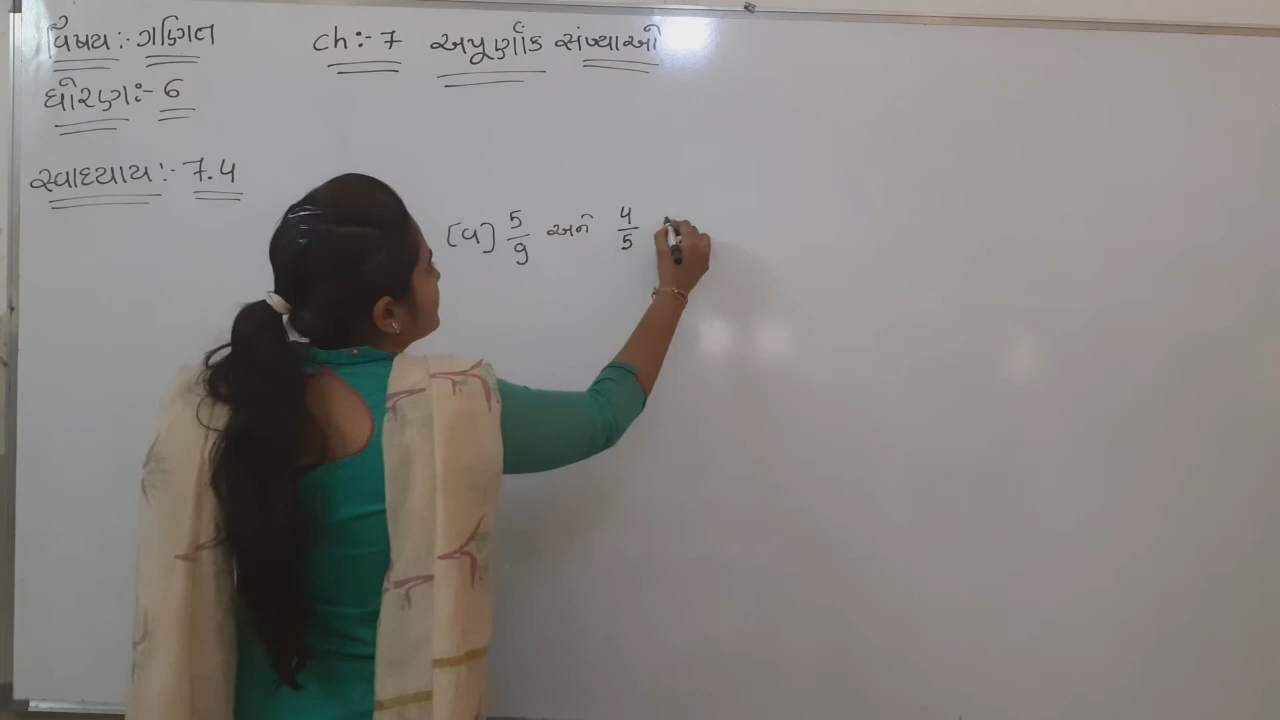 વિષય :- ગણિત
ch :- 7 અપૂર્ણાંક સંખ્યાઓ
ધોરણ :- 6
સ્વાધ્યાય :- 7.4
[a] 5/9 અને 4/5